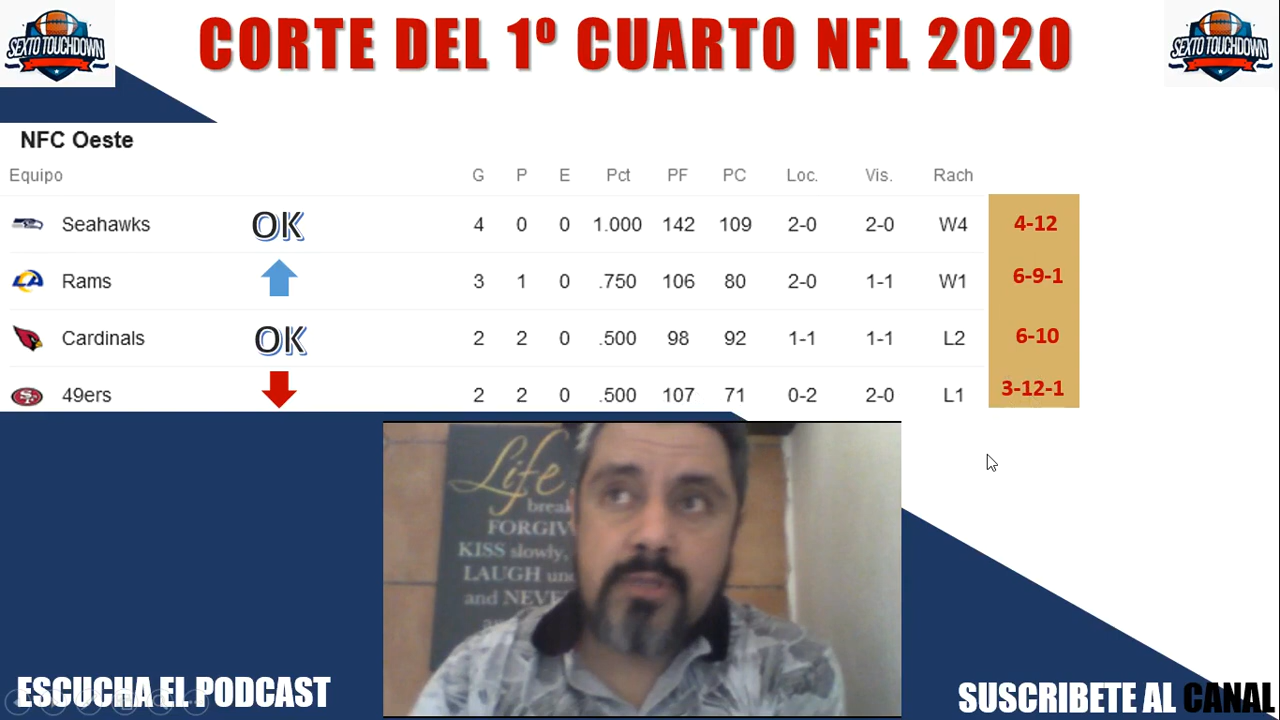 SEXTO TOUCHDOWN
CORTE DEL 1º CUARTO NFL 2020
SEXTO TOUCHDOWN
NFC Oeste
Equipo G P E Pct PF PC Loc. Vis. Rach
Seahawks OK 4 0 0 1.000 142 109 2-0 2-0 W4 4-12
Rams 3 1 0 .750 106 80 2-0 1-1 W1 6-9-1
Cardinals OK 2 2 0 .500 98 92 1-1 1-1 L2 6-10
49ers 2 2 0 .500 107 71 0-2 2-0 L1 3-12-1
Life
break
FORGIV
KISS slowly,
LAUGH un
and NEVE
ESCUCHA EL PODCAST
SUSCRIBETE AL CANAL